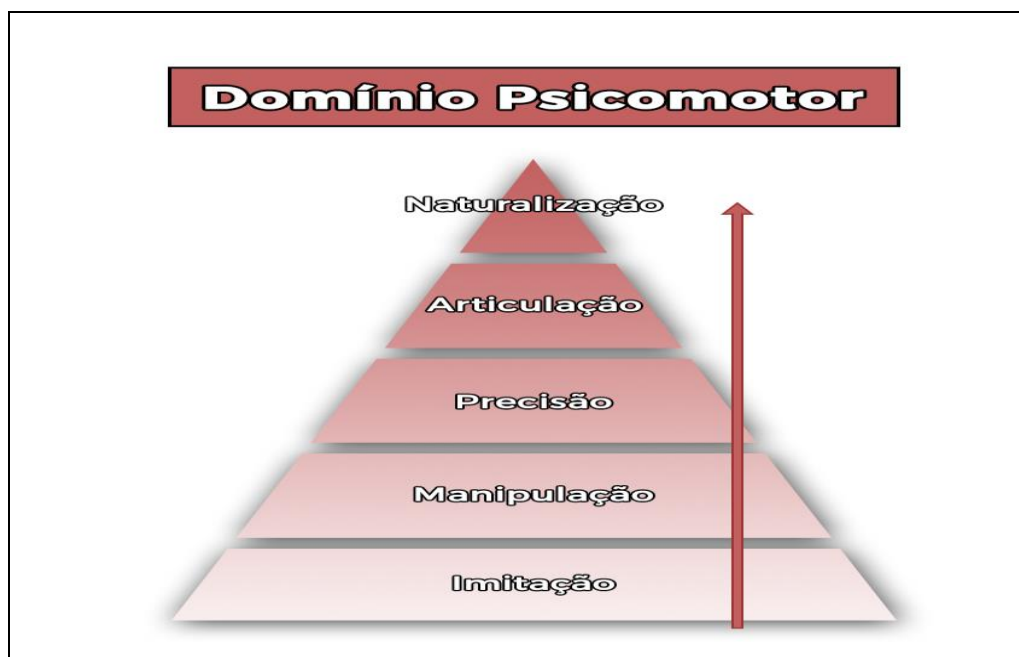 Domínio Psicomotor
Naturalização
Articulação
Precisão
Manipulação
Imitação